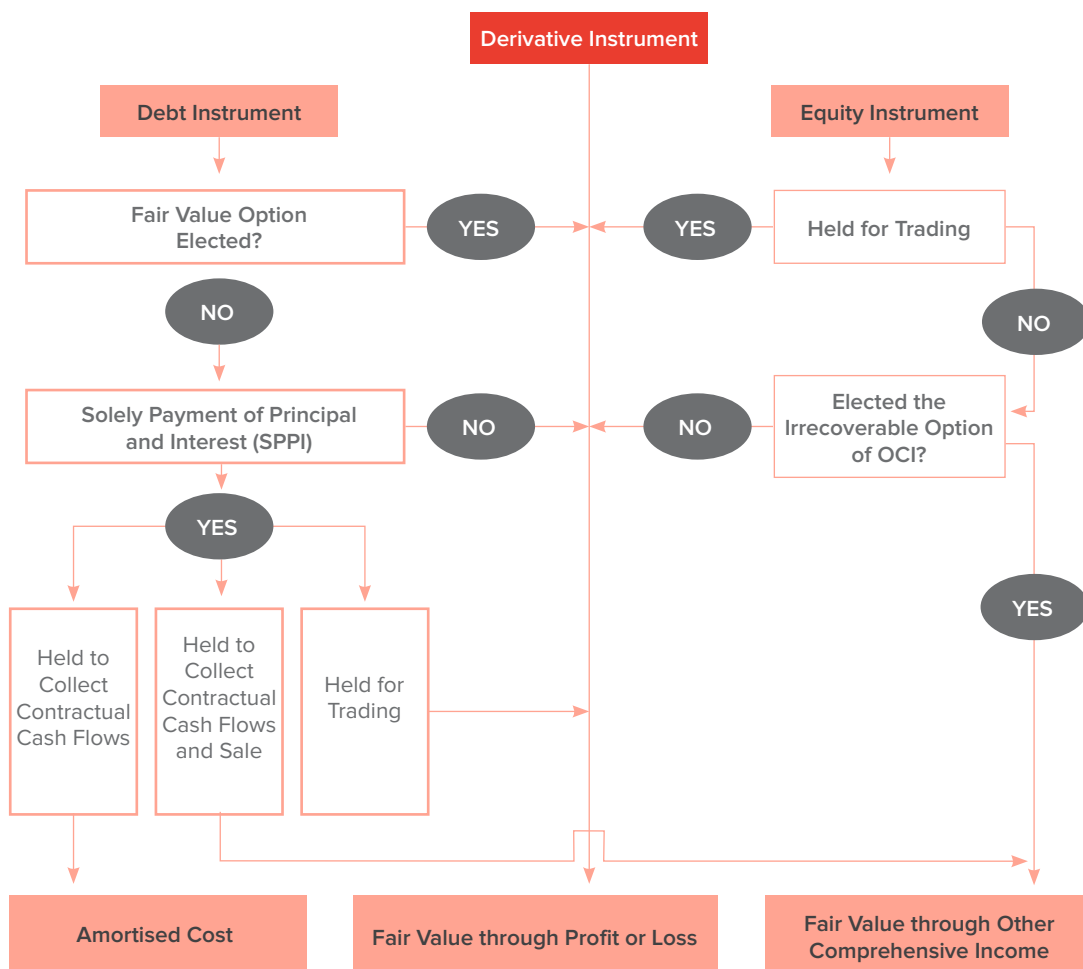 Derivative Instrument
Debt Instrument
Equity Instrument
Fair Value Option
Elected?
YES
YES
Held for Trading
NO
NO
Solely Payment of Principal
and Interest (SPPI)
NO
NO
Elected the
Irrecoverable Option
of OCI?
YES
YES
Held to
Collect
Contractual
Cash Flows
Held to
Collect
Contractual
Cash Flows
and Sale
Held for
Trading
Amortised Cost
Fair Value through Profit or Loss
Fair Value through Other
Comprehensive Income